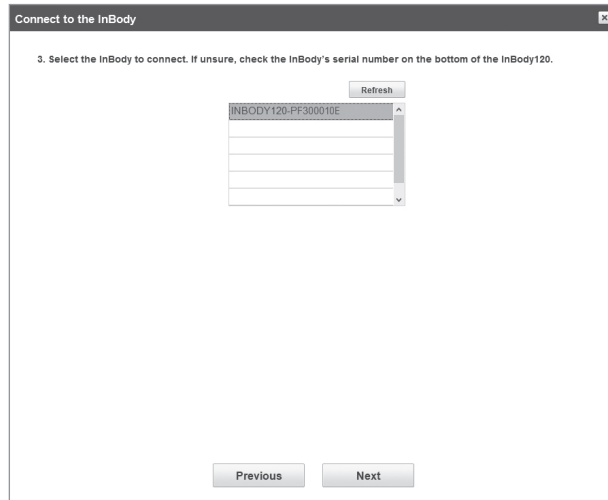 Connect to the InBody
3. Select the InBody to connect. If unsure, check the InBody's serial number on the bottom of the InBody120.
Refresh
INBODY120-PF300010E
Previous
Next